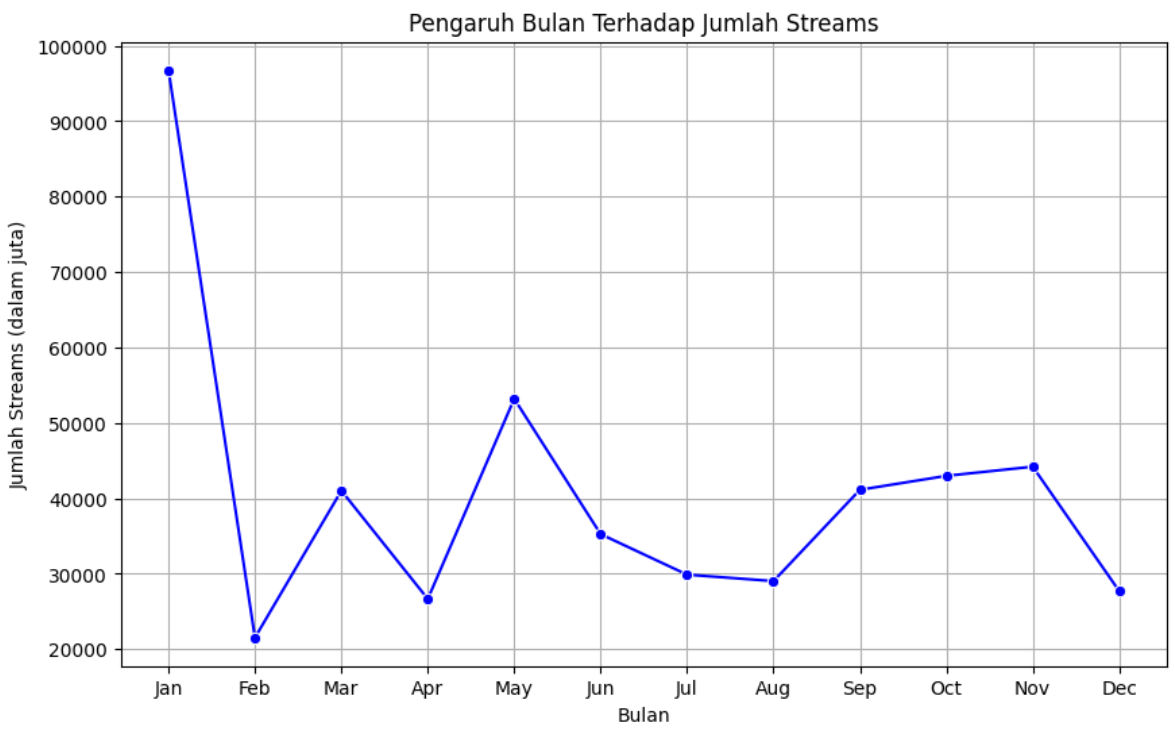 Pengaruh Bulan Terhadap Jumlah Streams
Jumlah Streams (dalam juta)
100000
90000
80000
70000
60000
50000
40000
30000
20000
Jan Feb Mar Apr May Jun Jul Aug Sep Oct Nov Dec
Bulan